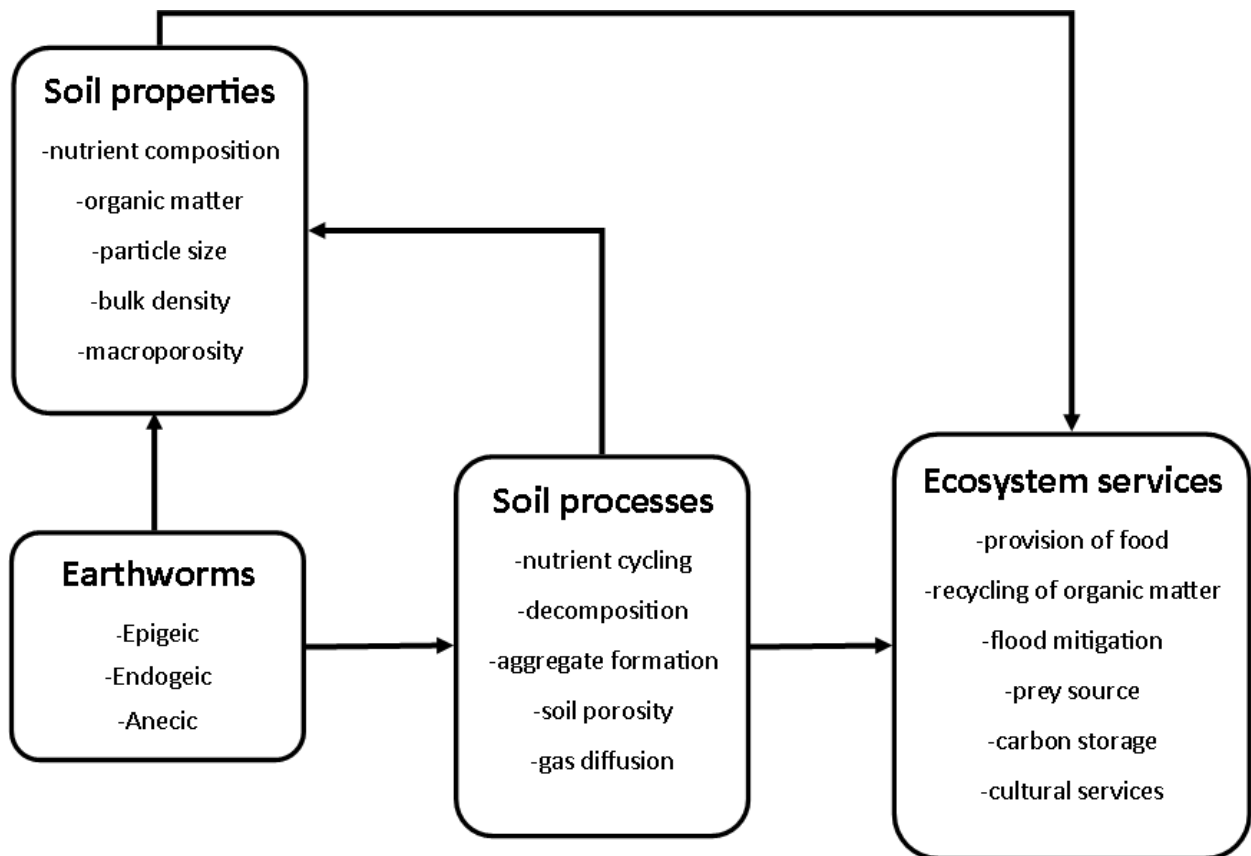 Soil properties
-nutrient composition
-organic matter
-particle size
-bulk density
-macroporosity
Earthworms
-Epigeic
-Endogeic
-Anecic
Soil processes
-nutrient cycling
-decomposition
-aggregate formation
-soil porosity
-gas diffusion
Ecosystem services
-provision of food
-recycling of organic matter
-flood mitigation
-prey source
-carbon storage
-cultural services